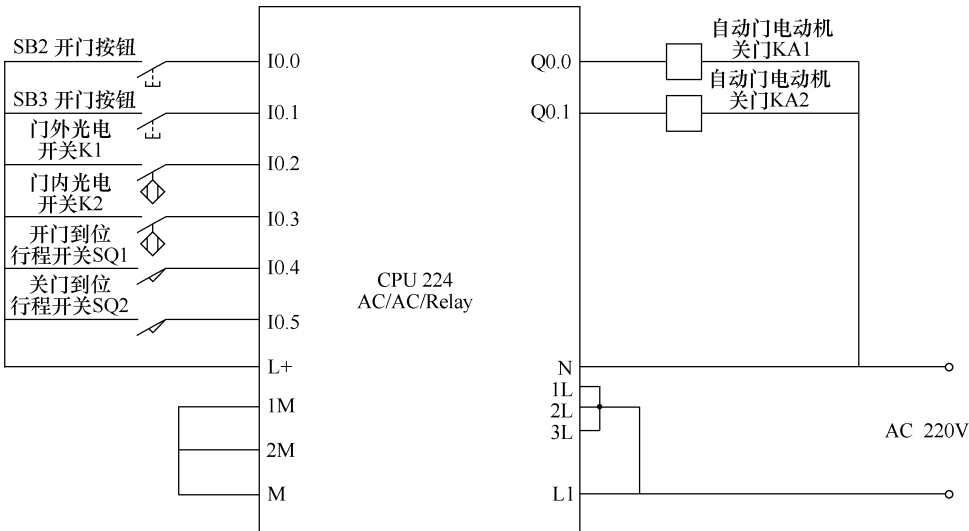 SB2 开门按钮
I0.0
SB3 开门按钮
I0.1
门外光电
开关K1
I0.2
门内光电
开关K2
I0.3
开门到位
行程开关SQ1
I0.4
关门到位
行程开关SQ2
I0.5
L+
1M
2M
M
CPU 224
AC/AC/Relay
自动门电动机
关门KA1
Q0.0
自动门电动机
关门KA2
Q0.1
N
1L
2L
3L
L1
AC 220V